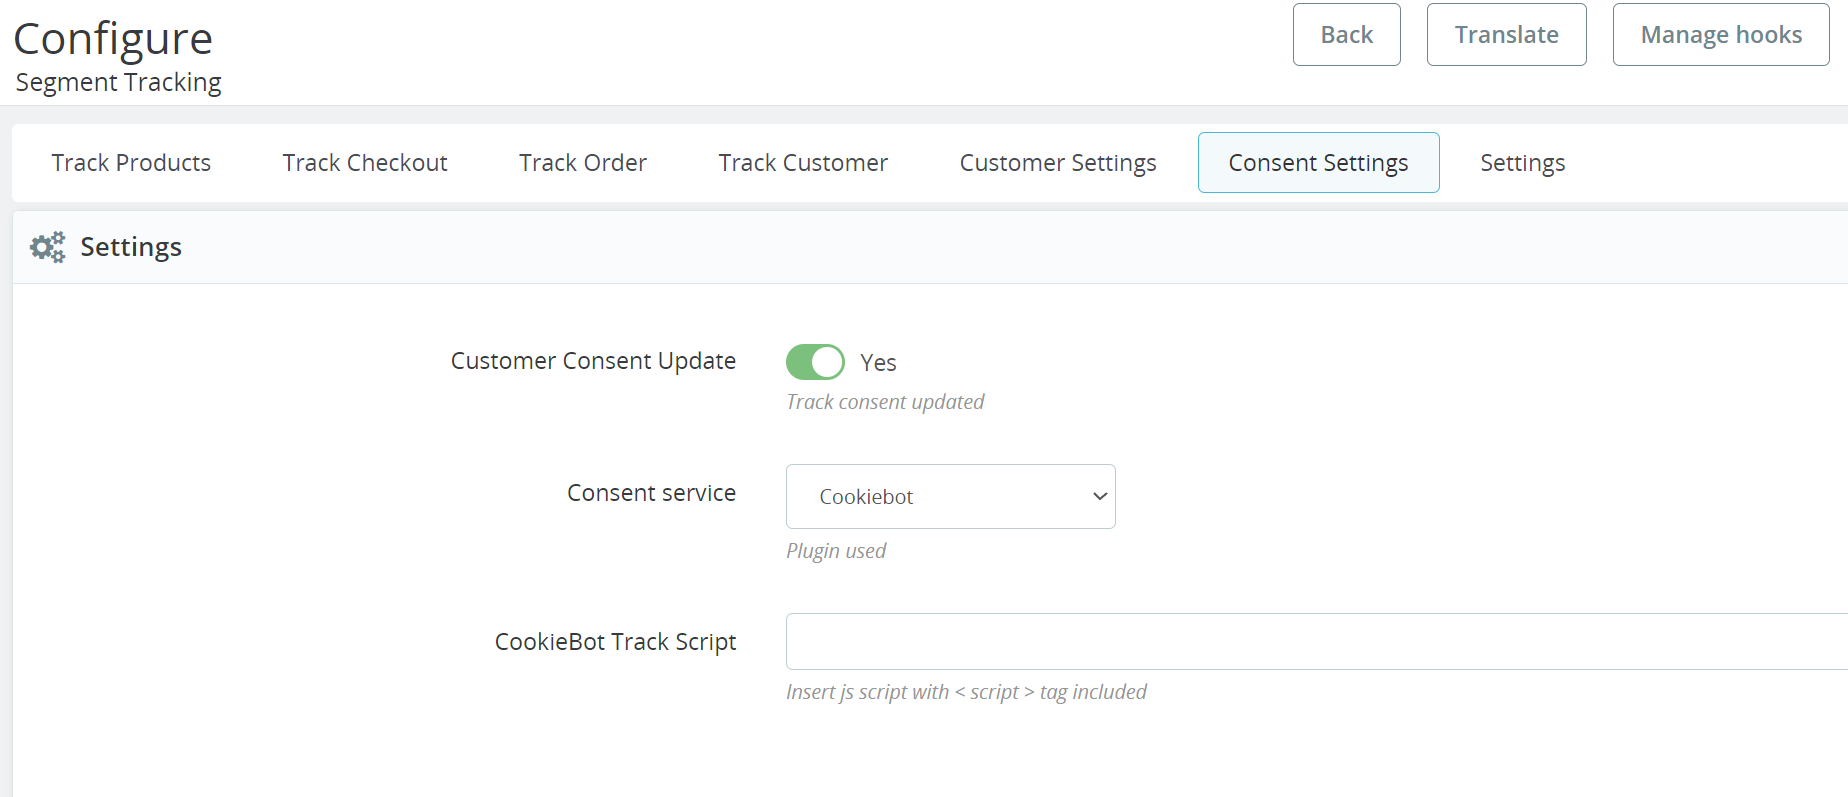 Configure
Segment Tracking
Back
Translate
Manage hooks
Track Products
Track Checkout
Track Order
Track Customer
Customer Settings
Consent Settings
Settings
Settings
Customer Consent Update
Yes
Track consent updated
Consent service
Cookiebot
Plugin used
CookieBot Track Script
Insert js script with < script > tag included